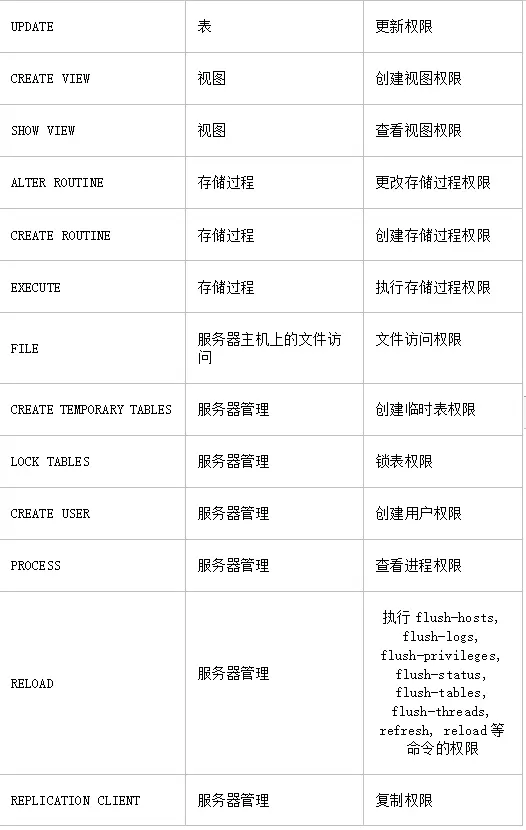 UPDATE 表 更新权限
CREATE VIEW 视图 创建视图权限
SHOW VIEW 视图 查看视图权限
ALTER ROUTINE 存储过程 更改存储过程权限
CREATE ROUTINE 存储过程 创建存储过程权限
EXECUTE 存储过程 执行存储过程权限
FILE 服务器主机上的文件访
问 文件访问权限
CREATE TEMPORARY TABLES 服务器管理 创建临时表权限
LOCK TABLES 服务器管理 锁表权限
CREATE USER 服务器管理 创建用户权限
PROCESS 服务器管理 查看进程权限
RELOAD 服务器管理 执行 flush-hosts,
flush-logs,
flush-privileges,
flush-status,
flush-tables,
flush-threads,
refresh, reload 等
命令的权限
REPLICATION CLIENT 服务器管理 复制权限